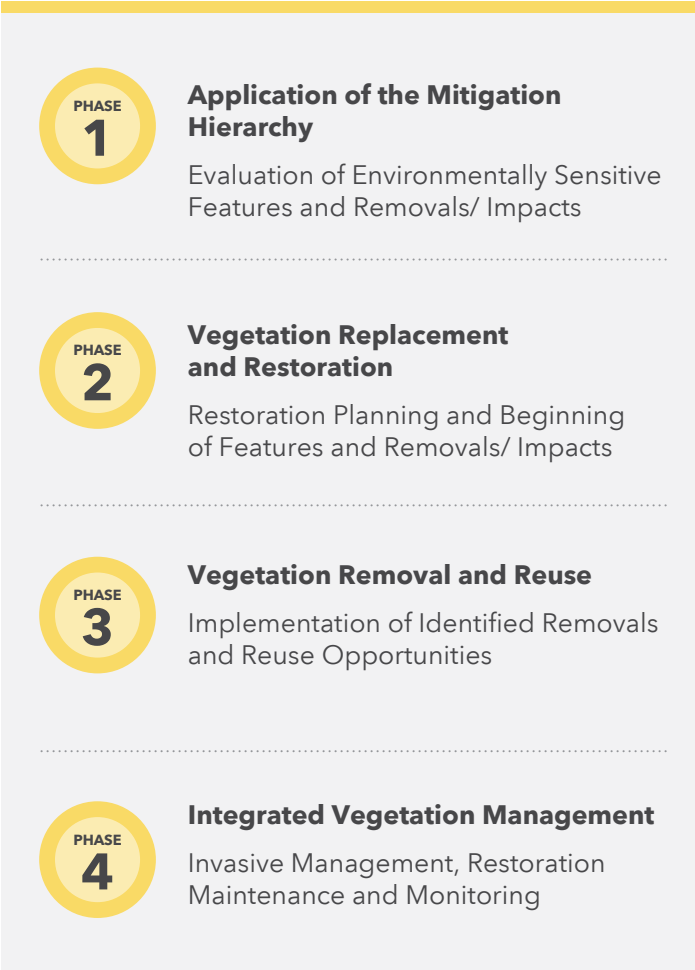 PHASE
1
Application of the Mitigation
Hierarchy
Evaluation of Environmentally Sensitive
Features and Removals/ Impacts
PHASE
2
Vegetation Replacement
and Restoration
Restoration Planning and Beginning
of Features and Removals/ Impacts
PHASE
3
Vegetation Removal and Reuse
Implementation of Identified Removals
and Reuse Opportunities
PHASE
4
Integrated Vegetation Management
Invasive Management, Restoration
Maintenance and Monitoring